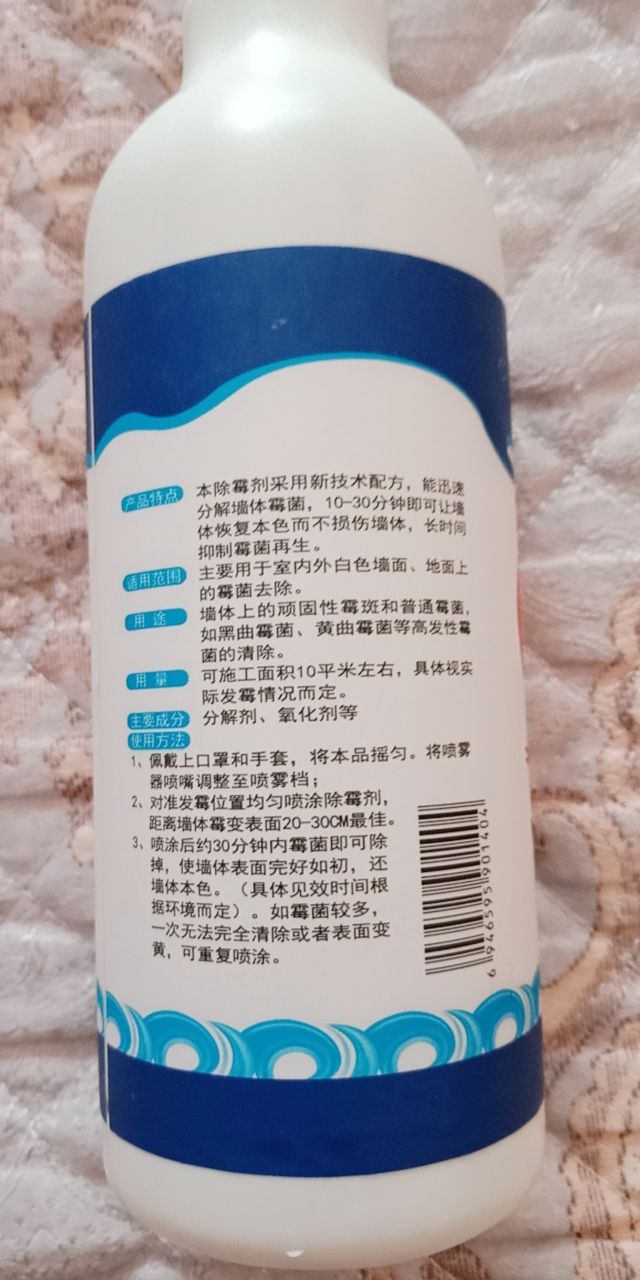 产品特点 本除霉剂采用新技术配方，能迅速
分解墙体霉菌，10-30分钟即可让墙
体恢复本色而不损伤墙体，长时间
抑制霉菌再生。
适用范围 主要用于室内外白色墙面、地面上
的霉菌去除。
用途 墙体上的顽固性霉斑和普通霉菌，
如黑曲霉菌、黄曲霉菌等高发性霉
菌的清除。
用量 可施工面积10平米左右，具体视实
际发霉情况而定。
主要成分 分解剂、氧化剂等
使用方法
1、佩戴上口罩和手套，将本品摇匀。将喷雾
器喷嘴调整至喷雾档；
2、对准发霉位置均匀喷涂除霉剂，
距离墙体霉变表面20-30CM最佳。
3、喷涂后约30分钟内霉菌即可除
掉，使墙体表面完好如初，还
墙体本色。（具体见效时间根
据环境而定）。如霉菌较多，
一次无法完全清除或者表面变
黄，可重复喷涂。
6946595901404